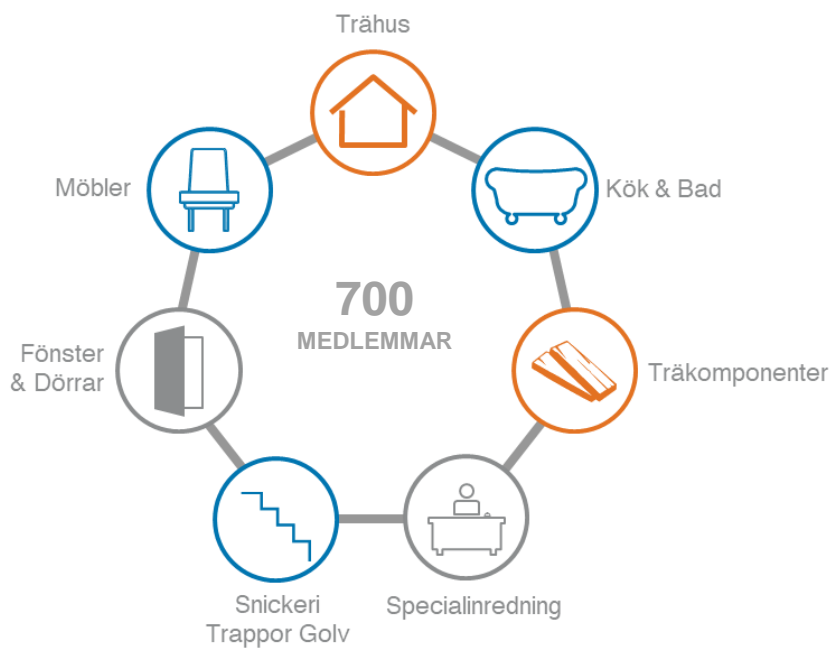 Trähus
Möbler
Kök & Bad
700
MEDLEMMAR
Fönster
& Dörrar
Träkomponenter
Snickeri
Trappor Golv
Specialinredning